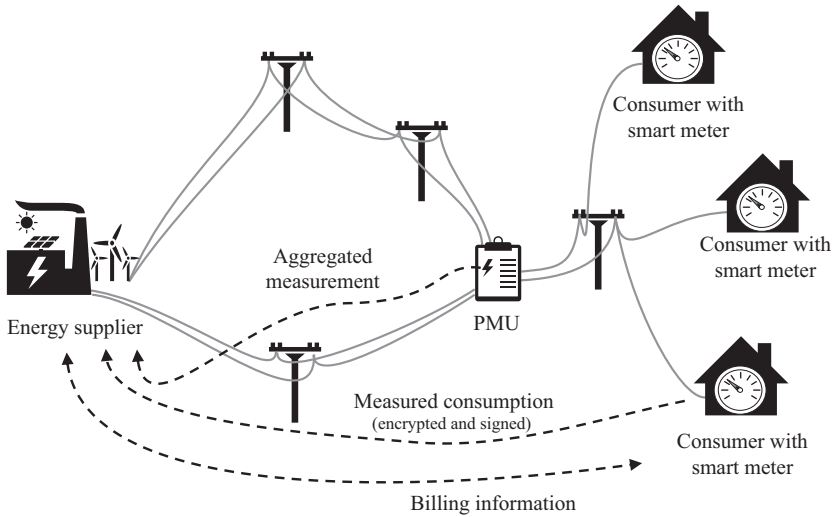 Consumer with
smart meter
Consumer with
smart meter
Aggregated
measurement
Energy supplier
PMU
Measured consumption
(encrypted and signed)
Consumer with
smart meter
Billing information